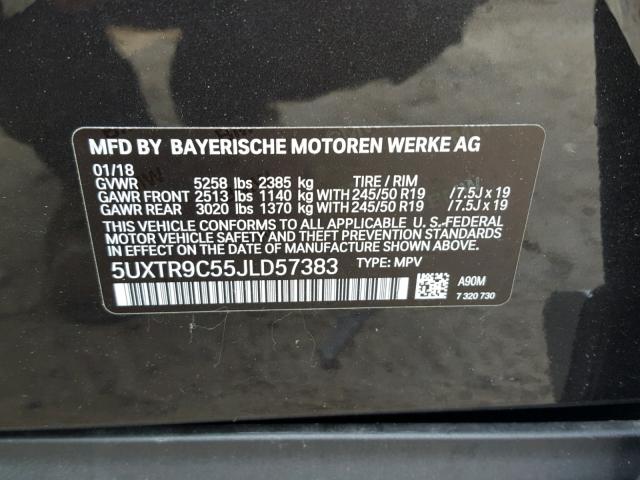 MFD BY BAYERISCHE MOTOREN WERKE AG
01/18
GVWR 5258 lbs 2385 kg TIRE / RIM
GAWR FRONT 2513 lbs 1140 kg WITH 245/50 R19 /7.5J x 19
GAWR REAR 3020 lbs 1370 kg WITH 245/50 R19 /7.5J x 19
THIS VEHICLE CONFORMS TO ALL APPLICABLE U.S.-FEDERAL
MOTOR VEHICLE SAFETY, BUMPER, AND THEFT PREVENTION STANDARDS
IN EFFECT ON THE DATE OF MANUFACTURE SHOWN ABOVE.
5UXTR9C55JLD57383 TYPE: MPV
A90M
7 320 730